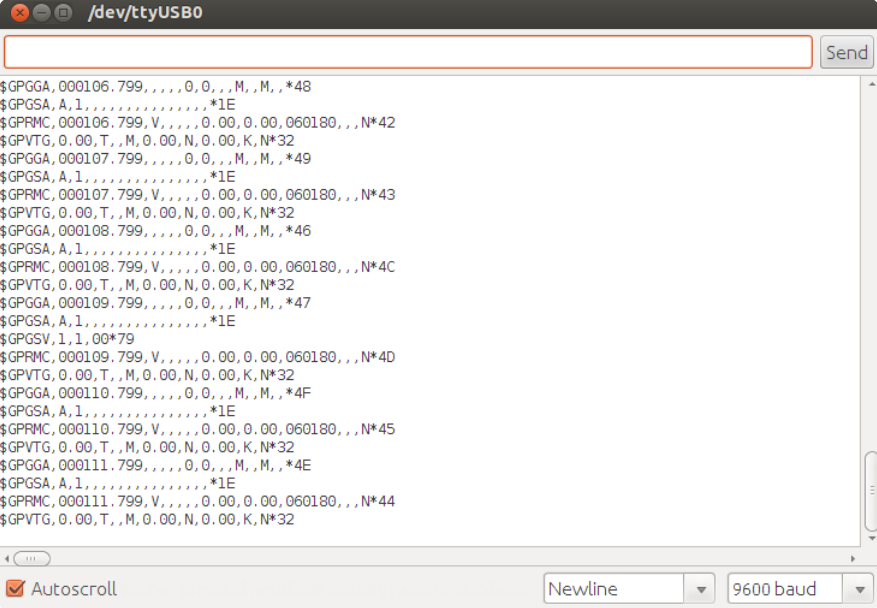 /dev/ttyUSB0
Send
$GPGGA,000106.799,,,,,0,0,,,M,,M,,*48
$GPGSA,A,1,,,,,,,,,,,,,,,*1E
$GPRMC,000106.799,V,,,,,0.00,0.00,060180,,,N*42
$GPVTG,0.00,T,,M,0.00,N,0.00,K,N*32
$GPGGA,000107.799,,,,,0,0,,,M,,M,,*49
$GPGSA,A,1,,,,,,,,,,,,,,,*1E
$GPRMC,000107.799,V,,,,,0.00,0.00,060180,,,N*43
$GPVTG,0.00,T,,M,0.00,N,0.00,K,N*32
$GPGGA,000108.799,,,,,0,0,,,M,,M,,*46
$GPGSA,A,1,,,,,,,,,,,,,,,*1E
$GPRMC,000108.799,V,,,,,0.00,0.00,060180,,,N*4C
$GPVTG,0.00,T,,M,0.00,N,0.00,K,N*32
$GPGGA,000109.799,,,,,0,0,,,M,,M,,*47
$GPGSA,A,1,,,,,,,,,,,,,,,*1E
$GPGSV,1,1,00*79
$GPRMC,000109.799,V,,,,,0.00,0.00,060180,,,N*4D
$GPVTG,0.00,T,,M,0.00,N,0.00,K,N*32
$GPGGA,000110.799,,,,,0,0,,,M,,M,,*4F
$GPGSA,A,1,,,,,,,,,,,,,,,*1E
$GPRMC,000110.799,V,,,,,0.00,0.00,060180,,,N*45
$GPVTG,0.00,T,,M,0.00,N,0.00,K,N*32
$GPGGA,000111.799,,,,,0,0,,,M,,M,,*4E
$GPGSA,A,1,,,,,,,,,,,,,,,*1E
$GPRMC,000111.799,V,,,,,0.00,0.00,060180,,,N*44
$GPVTG,0.00,T,,M,0.00,N,0.00,K,N*32
Autoscroll
Newline
9600 baud